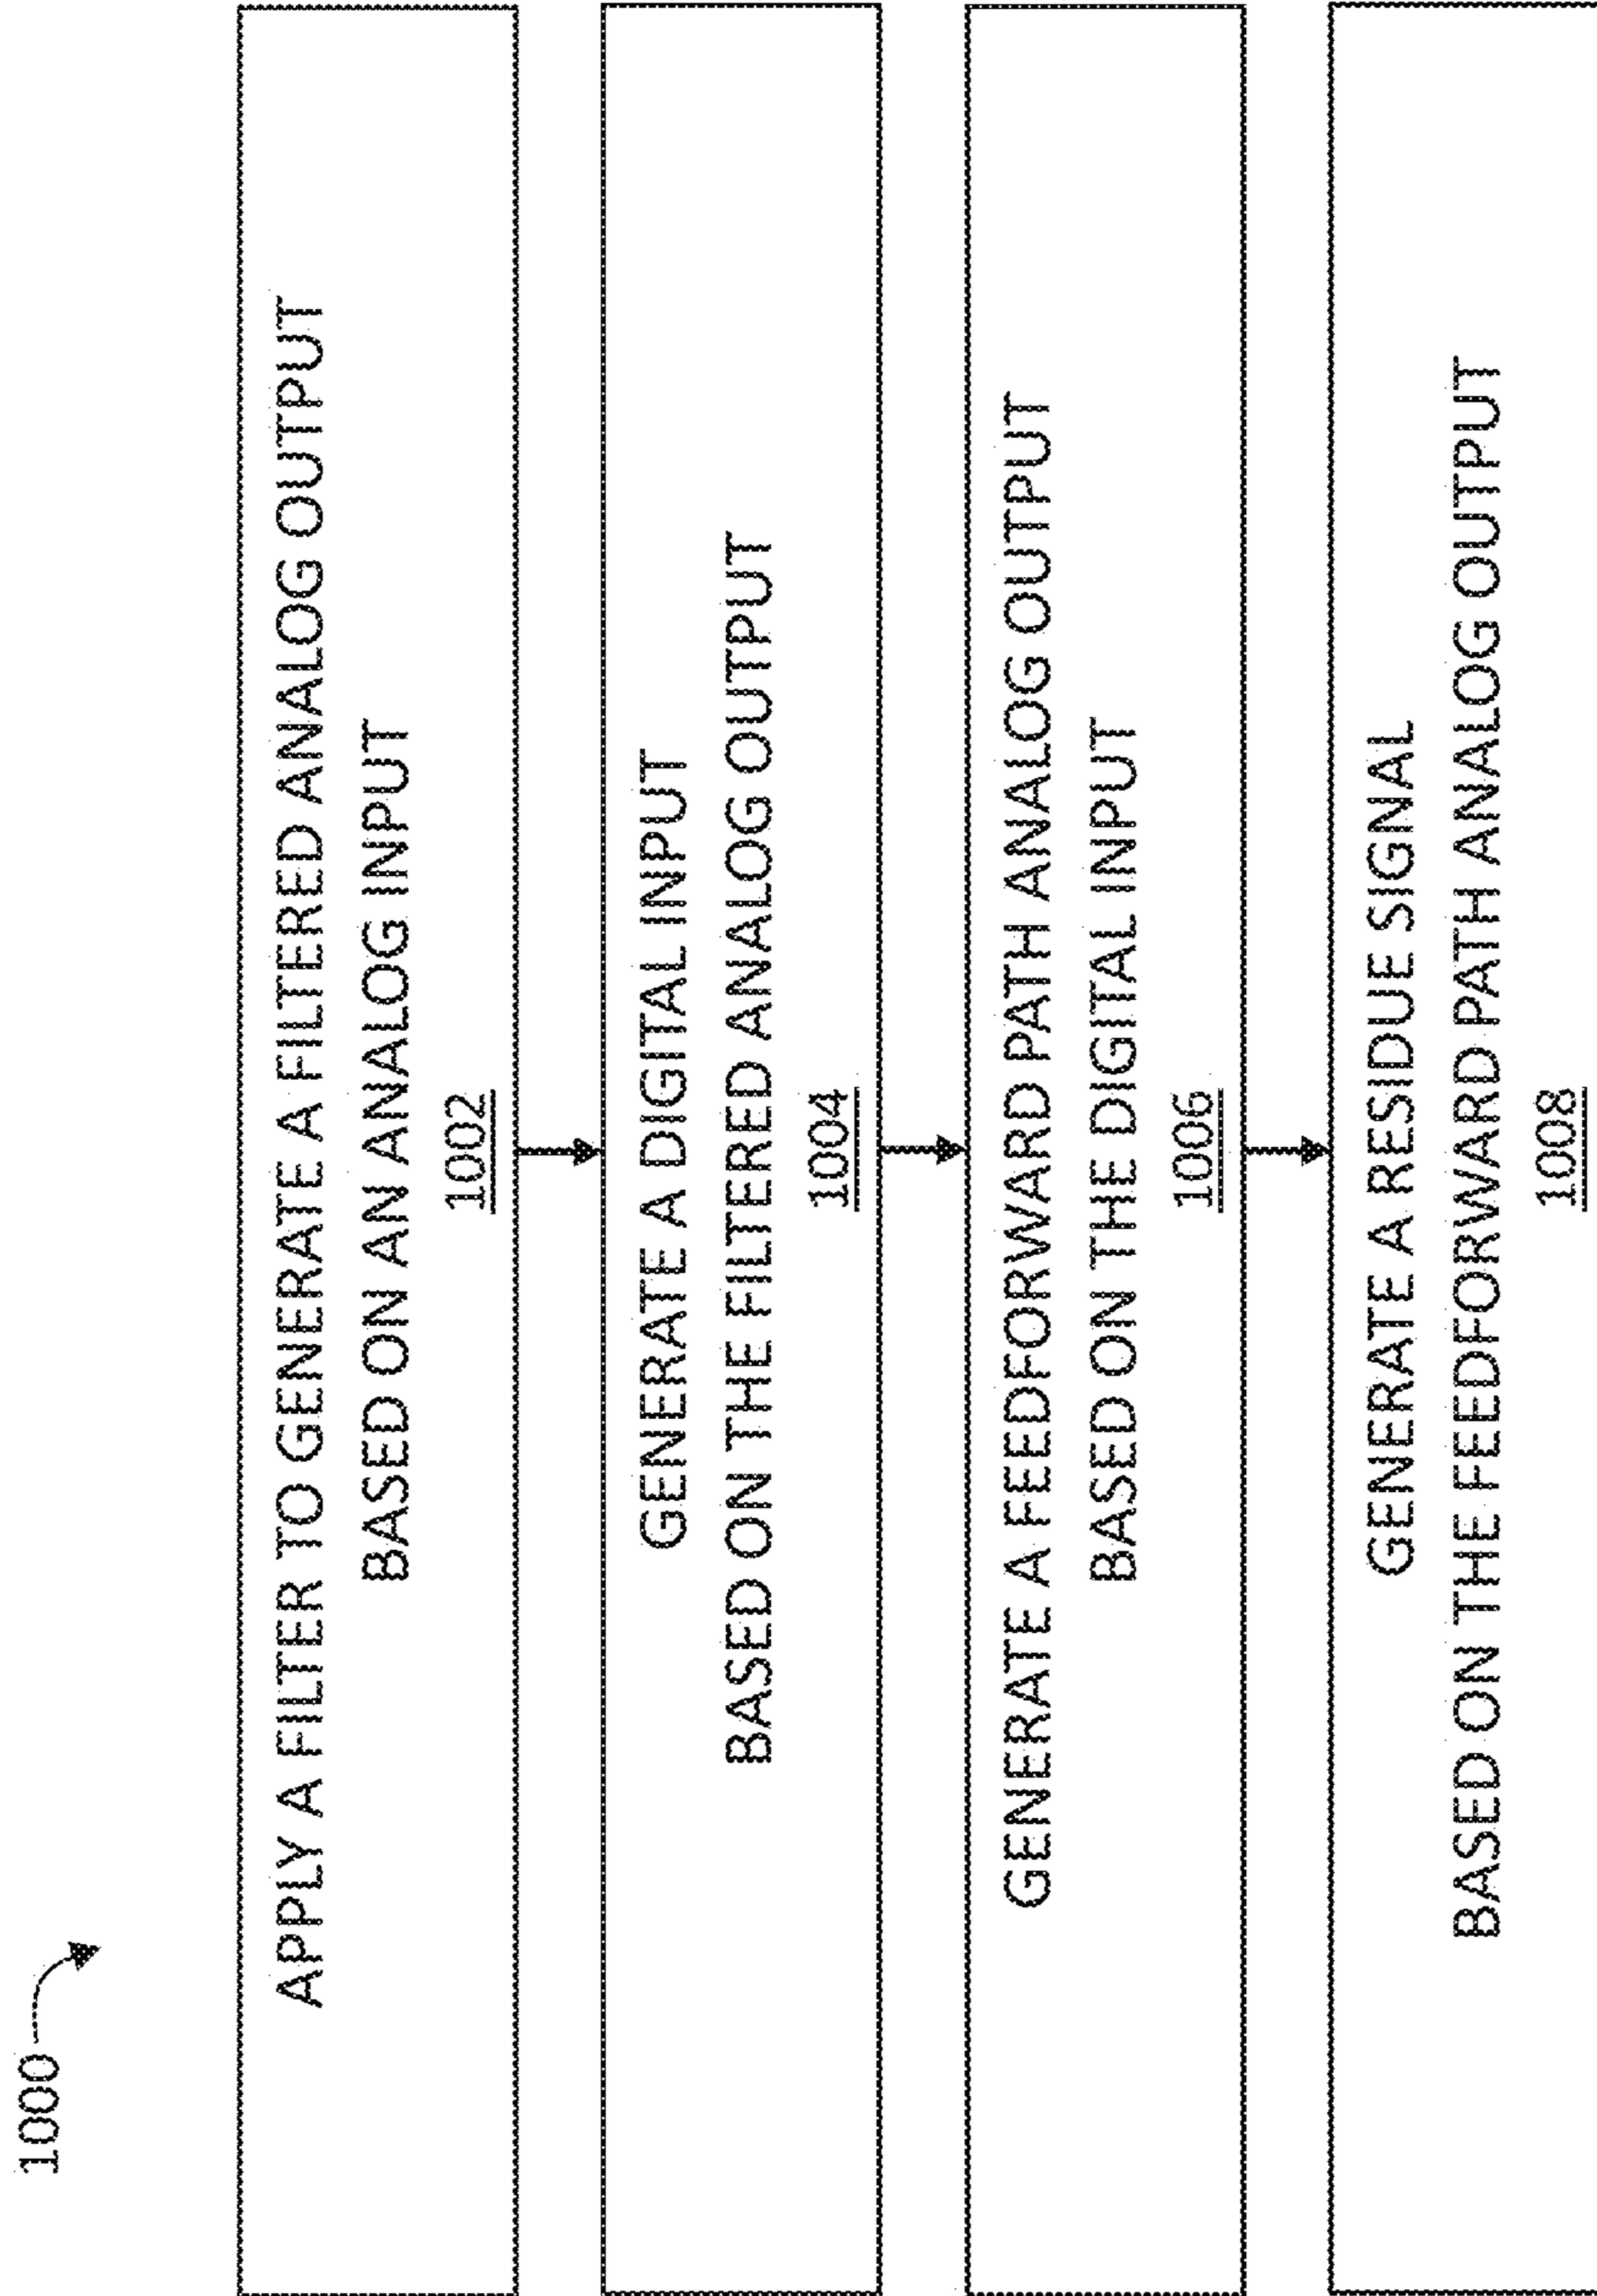 1000
APPLY A FILTER TO GENERATE A FILTERED ANALOG OUTPUT
BASED ON AN ANALOG INPUT
1002
GENERATE A DIGITAL INPUT
BASED ON THE FILTERED ANALOG OUTPUT
1004
GENERATE A FEEDFORWARD PATH ANALOG OUTPUT
BASED ON THE DIGITAL INPUT
1006
GENERATE A RESIDUE SIGNAL
BASED ON THE FEEDFORWARD PATH ANALOG OUTPUT
1008